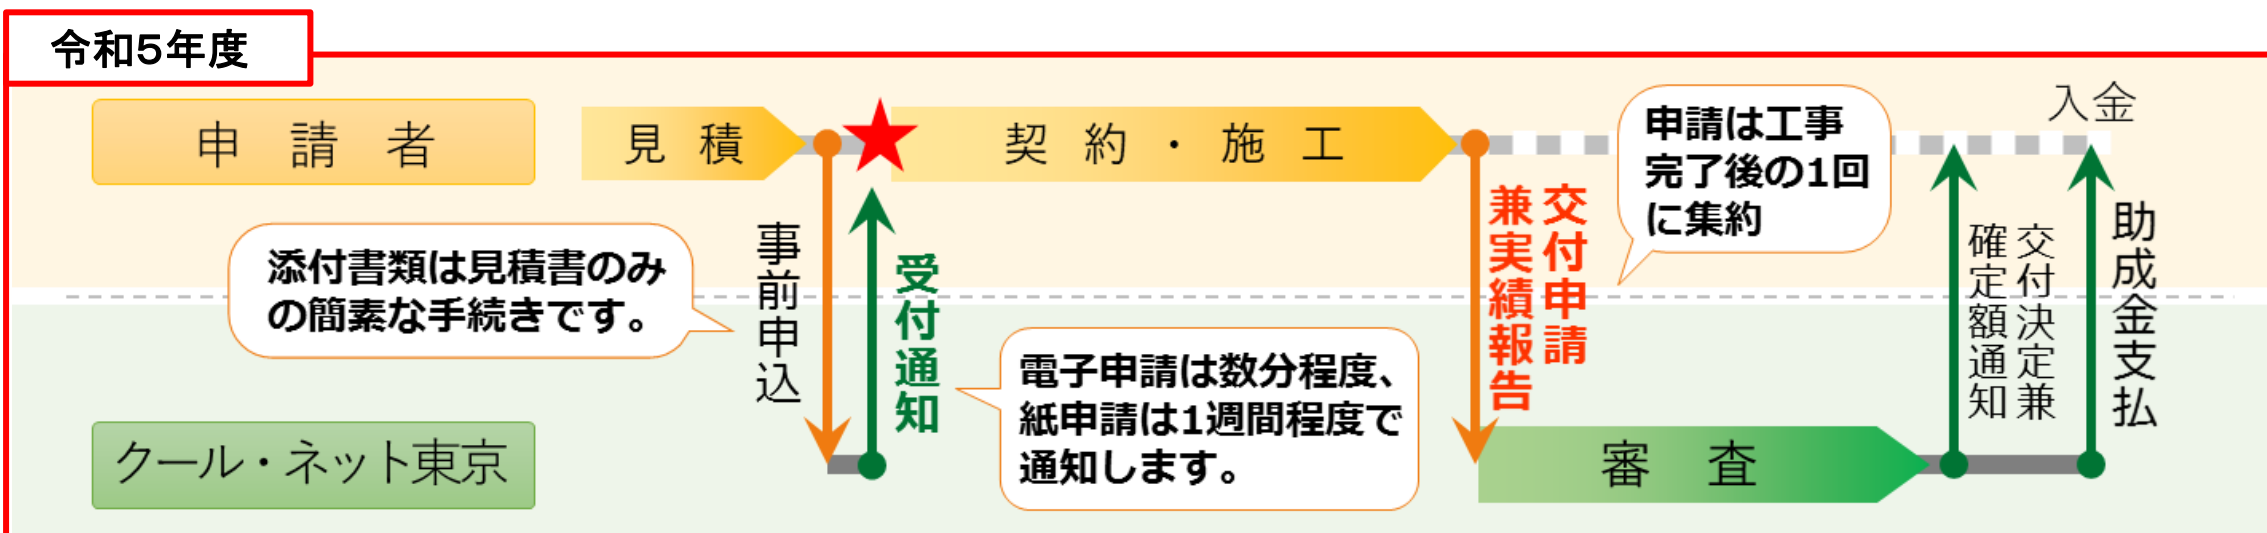 令和5年度
申請者
見積
契約・施工
入金
申請は工事
完了後の1回
に集約
添付書類は見積書のみ
の簡素な手続きです。
事前申込
受付通知
電子申請は数分程度、
紙申請は1週間程度で
通知します。
交付申請
兼実績報告
交付決定兼
確定額通知
助成金支払
クール・ネット東京
審査